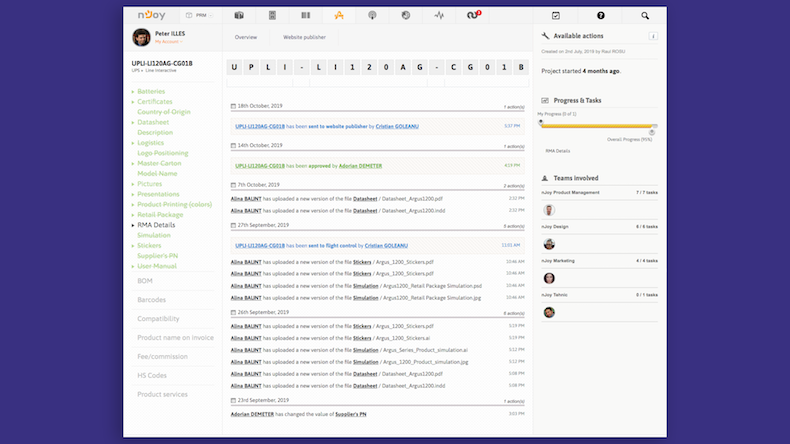 nJoy
PRM
2
Peter ILLES
My Account
Overview
Website publisher
Available actions
i
Created on 2nd July, 2019 by Raul ROSU
Project started 4 months ago.
UPLI-LI120AG-CG01B
UPS ▸ Line Interactive
U P L I - L I 1 2 0 A G - C G 0 1 B
Batteries
Certificates
Country of Origin
Datasheet
Description
Logistics
Logo Positioning
Master Carton
Model Name
Pictures
Presentations
Product Printing (colors)
Retail Package
RMA Details
Simulation
Stickers
Supplier's PN
User Manual
BOM
Barcodes
Compatibility
Product name on Invoice
Fee/commission
HS Codes
Product services
18th October, 2019 1 action(s)
UPLI-LI120AG-CG01B has been sent to website publisher by Cristian GOLEANU 5:57 PM
14th October, 2019 1 action(s)
UPLI-LI120AG-CG01B has been approved by Adorian DEMETER 4:19 PM
7th October, 2019 2 action(s)
Alina BALINT has uploaded a new version of the file Datasheet / Datasheet_Argus1200.pdf 2:32 PM
Alina BALINT has uploaded a new version of the file Datasheet / Datasheet_Argus1200.indd 2:32 PM
27th September, 2019 5 action(s)
UPLI-LI120AG-CG01B has been sent to flight control by Cristian GOLEANU 11:01 AM
Alina BALINT has uploaded a new version of the file Stickers / Argus_1200_Stickers.pdf 10:46 AM
Alina BALINT has uploaded a new version of the file Stickers / Argus_1200_Stickers.ai 10:46 AM
Alina BALINT has uploaded a new version of the file Simulation / Argus1200_Retail Package Simulation.psd 10:46 AM
Alina BALINT has uploaded a new version of the file Simulation / Argus1200_Retail Package Simulation.jpg 10:46 AM
26th September, 2019 6 action(s)
Alina BALINT has uploaded a new version of the file Stickers / Argus_1200_Stickers.pdf 5:19 PM
Alina BALINT has uploaded a new version of the file Stickers / Argus_1200_Stickers.ai 5:19 PM
Alina BALINT has uploaded a new version of the file Simulation / Argus_Series_Product_simulation.ai 5:12 PM
Alina BALINT has uploaded a new version of the file Simulation / Argus_1200_Product_simulation.jpg 5:12 PM
Alina BALINT has uploaded a new version of the file Datasheet / Datasheet_Argus1200.pdf 5:08 PM
Alina BALINT has uploaded a new version of the file Datasheet / Datasheet_Argus1200.indd 5:08 PM
23rd September, 2019 1 action(s)
Adorian DEMETER has changed the value of Supplier's PN 3:03 PM
Progress & Tasks
My Progress (0 of 1)
Overall Progress (95%)
RMA Details
Teams involved
nJoy Product Management 7 / 7 tasks
nJoy Design 6 / 6 tasks
nJoy Marketing 4 / 4 tasks
nJoy Tehnic 0 / 1 tasks